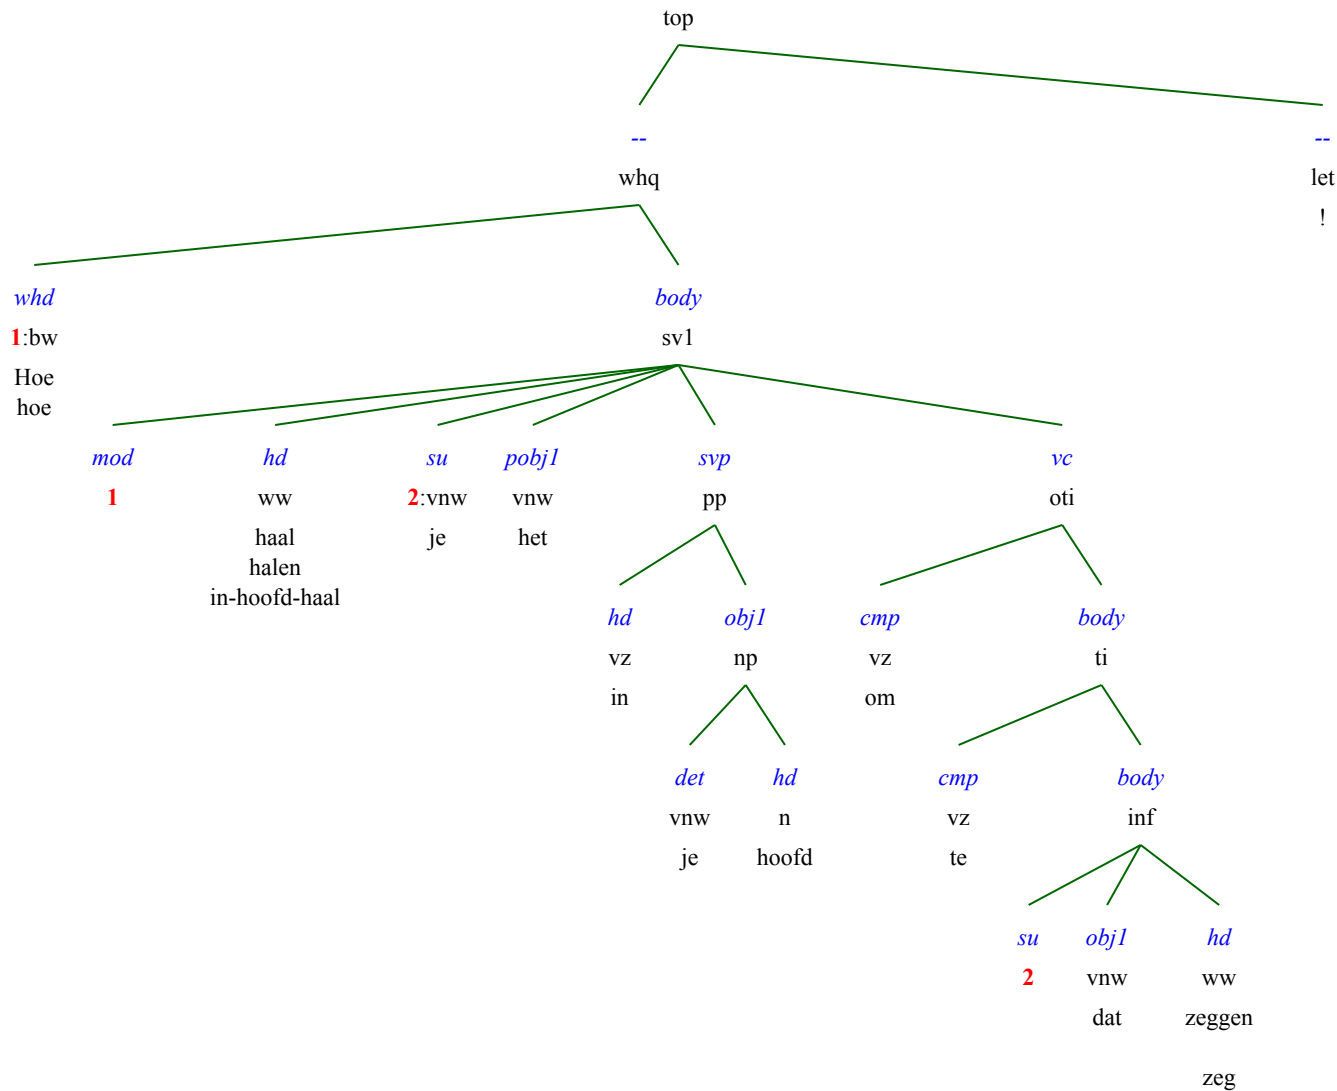 top
-- --
whq let
!
whd body
1:bw sv1
Hoe
hoe
mod hd su pobj1 svp vc
1 ww 2:vnw vnw pp oti
haal je het
halen
in-hoofd-haal
hd obj1 cmp body
vz np vz ti
in om
det hd cmp body
vnw n vz inf
je hoofd te
su obj1 hd
2 vnw ww
dat zeggen
zeg